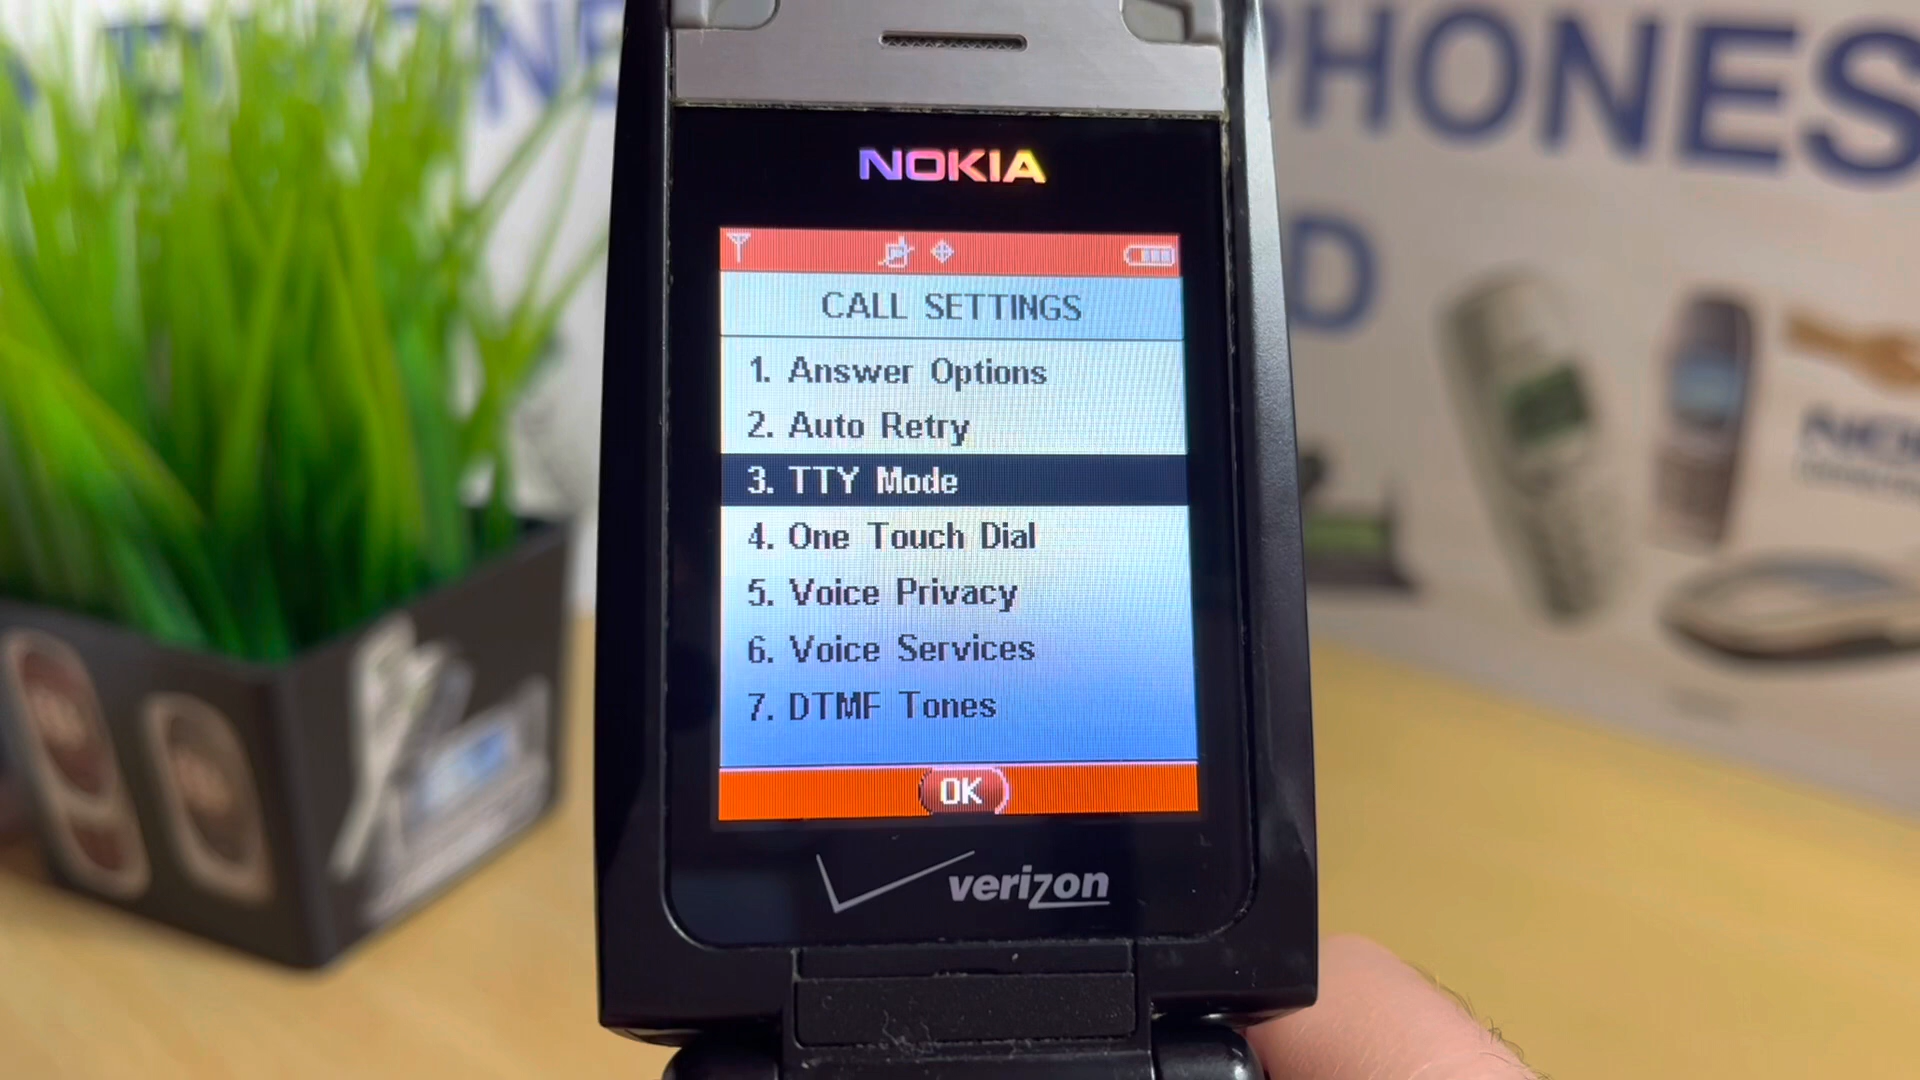 PHONES
NOKIA
CALL SETTINGS
1. Answer Options
2. Auto Retry
3. TTY Mode
4. One Touch Dial
5. Voice Privacy
6. Voice Services
7. DTMF Tones
OK
verizon